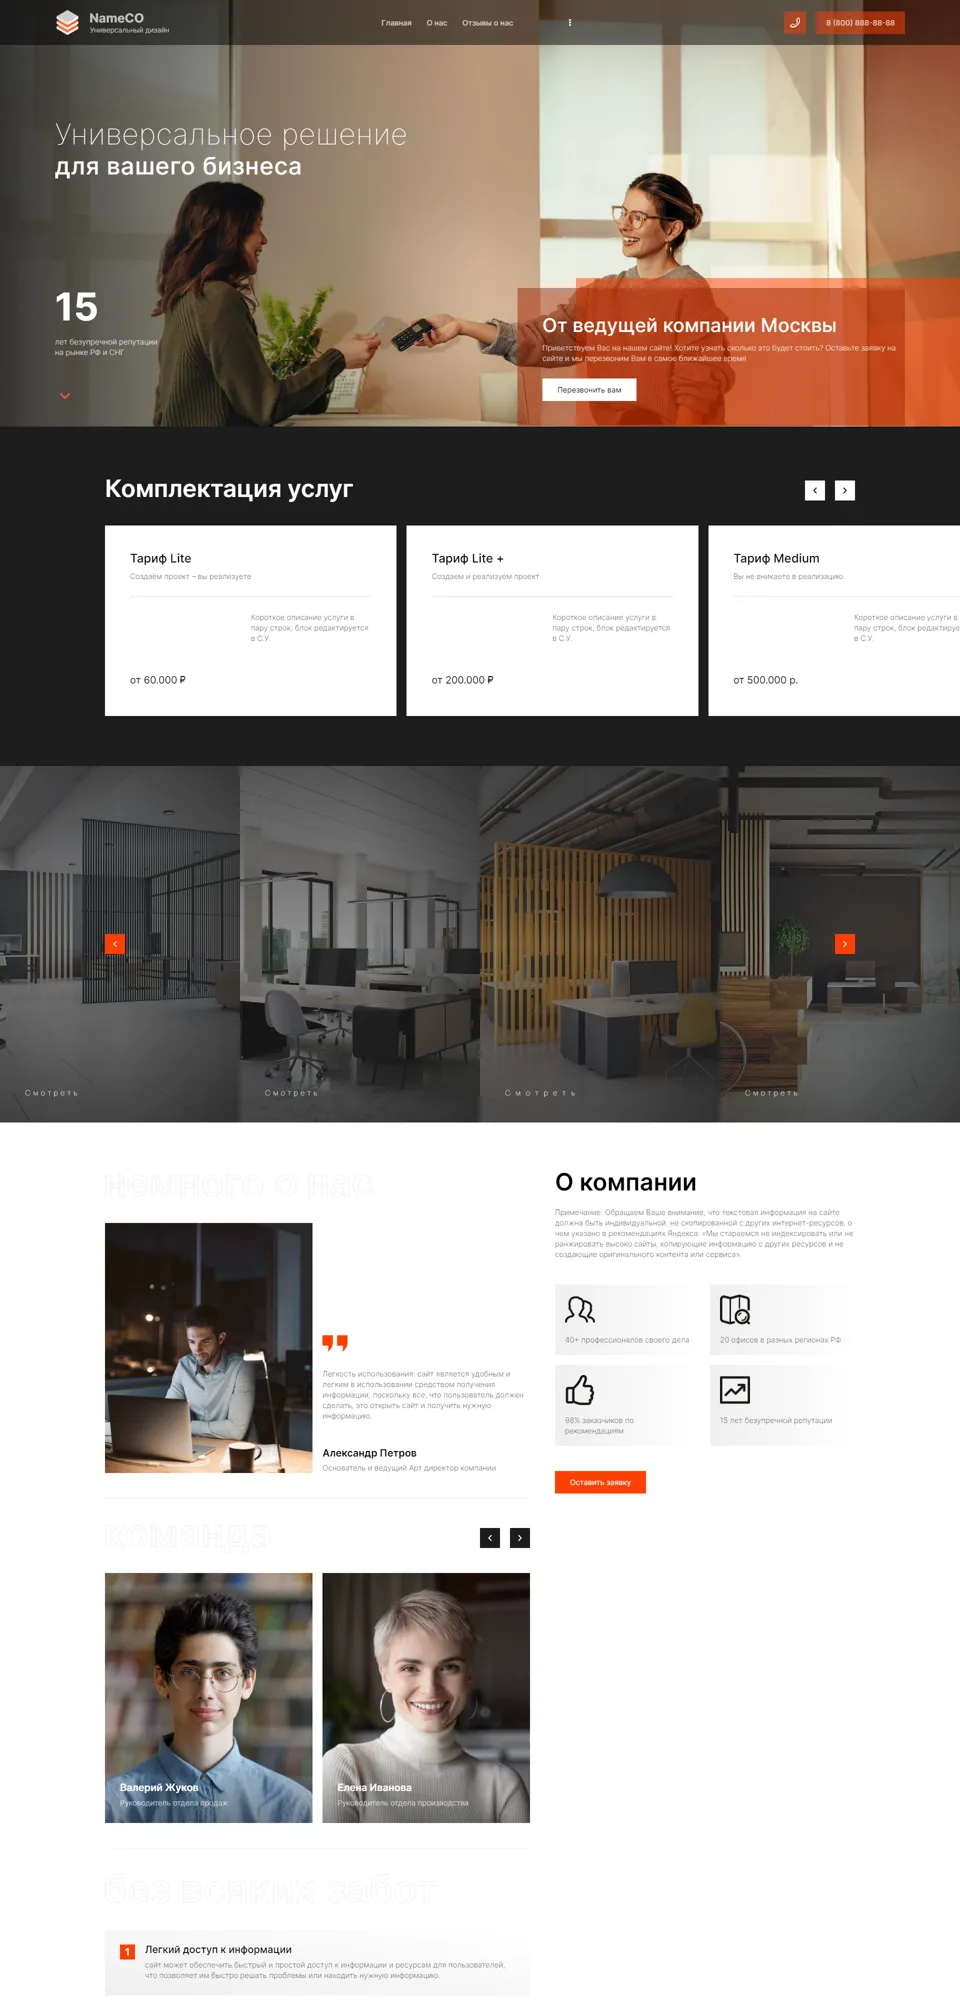 NameCO
Универсальный дизайн
Главная
О нас
Отзывы о нас
8 (800) 888-88-88
Универсальное решение
для вашего бизнеса
15
лет безупречной репутации
на рынке РФ и СНГ
От ведущей компании Москвы
Приветствуем Вас на нашем сайте! Хотите узнать сколько это будет стоить? Оставьте заявку на
сайте и мы перезвоним Вам в самое ближайшее время
Перезвонить вам
Комплектация услуг
Тариф Lite
Создаём проект – вы реализуете
Короткое описание услуги в
пару строк, блок редактируется
в С.У.
от 60.000 ₽
Тариф Lite +
Создаем и реализуем проект
Короткое описание услуги в
пару строк, блок редактируется
в С.У.
от 200.000 ₽
Тариф Medium
Вы не вникаете в реализацию.
Короткое описание услуги в
пару строк, блок редактируе
в С.У.
от 500.000 р.
Смотреть
Смотреть
Смотреть
Смотреть
немного о нас
Легкость использования: сайт является удобным и
легким в использовании средством получения
информации, поскольку все, что пользователь должен
сделать, это открыть сайт и получить нужную
информацию.
Александр Петров
Основатель и ведущий Арт директор компании
О компании
Примечание. Обращаем Ваше внимание, что текстовая информация на сайте
должна быть индивидуальной, не скопированной с других интернет-ресурсов, о
чем указано в рекомендациях Яндекса: «Мы стараемся не индексировать или не
ранжировать высоко сайты, копирующие информацию с других ресурсов и не
создающие оригинального контента или сервиса».
40+ профессионалов своего дела
20 офисов в разных регионах РФ
98% заказчиков по
рекомендациям
15 лет безупречной репутации
Оставить заявку
команда
Валерий Жуков
Руководитель отдела продаж
Елена Иванова
Руководитель отдела производства
без всяких забот
1
Легкий доступ к информации
сайт может обеспечить быстрый и простой доступ к информации и ресурсам для пользователей,
что позволяет им быстро решать проблемы или находить нужную информацию.